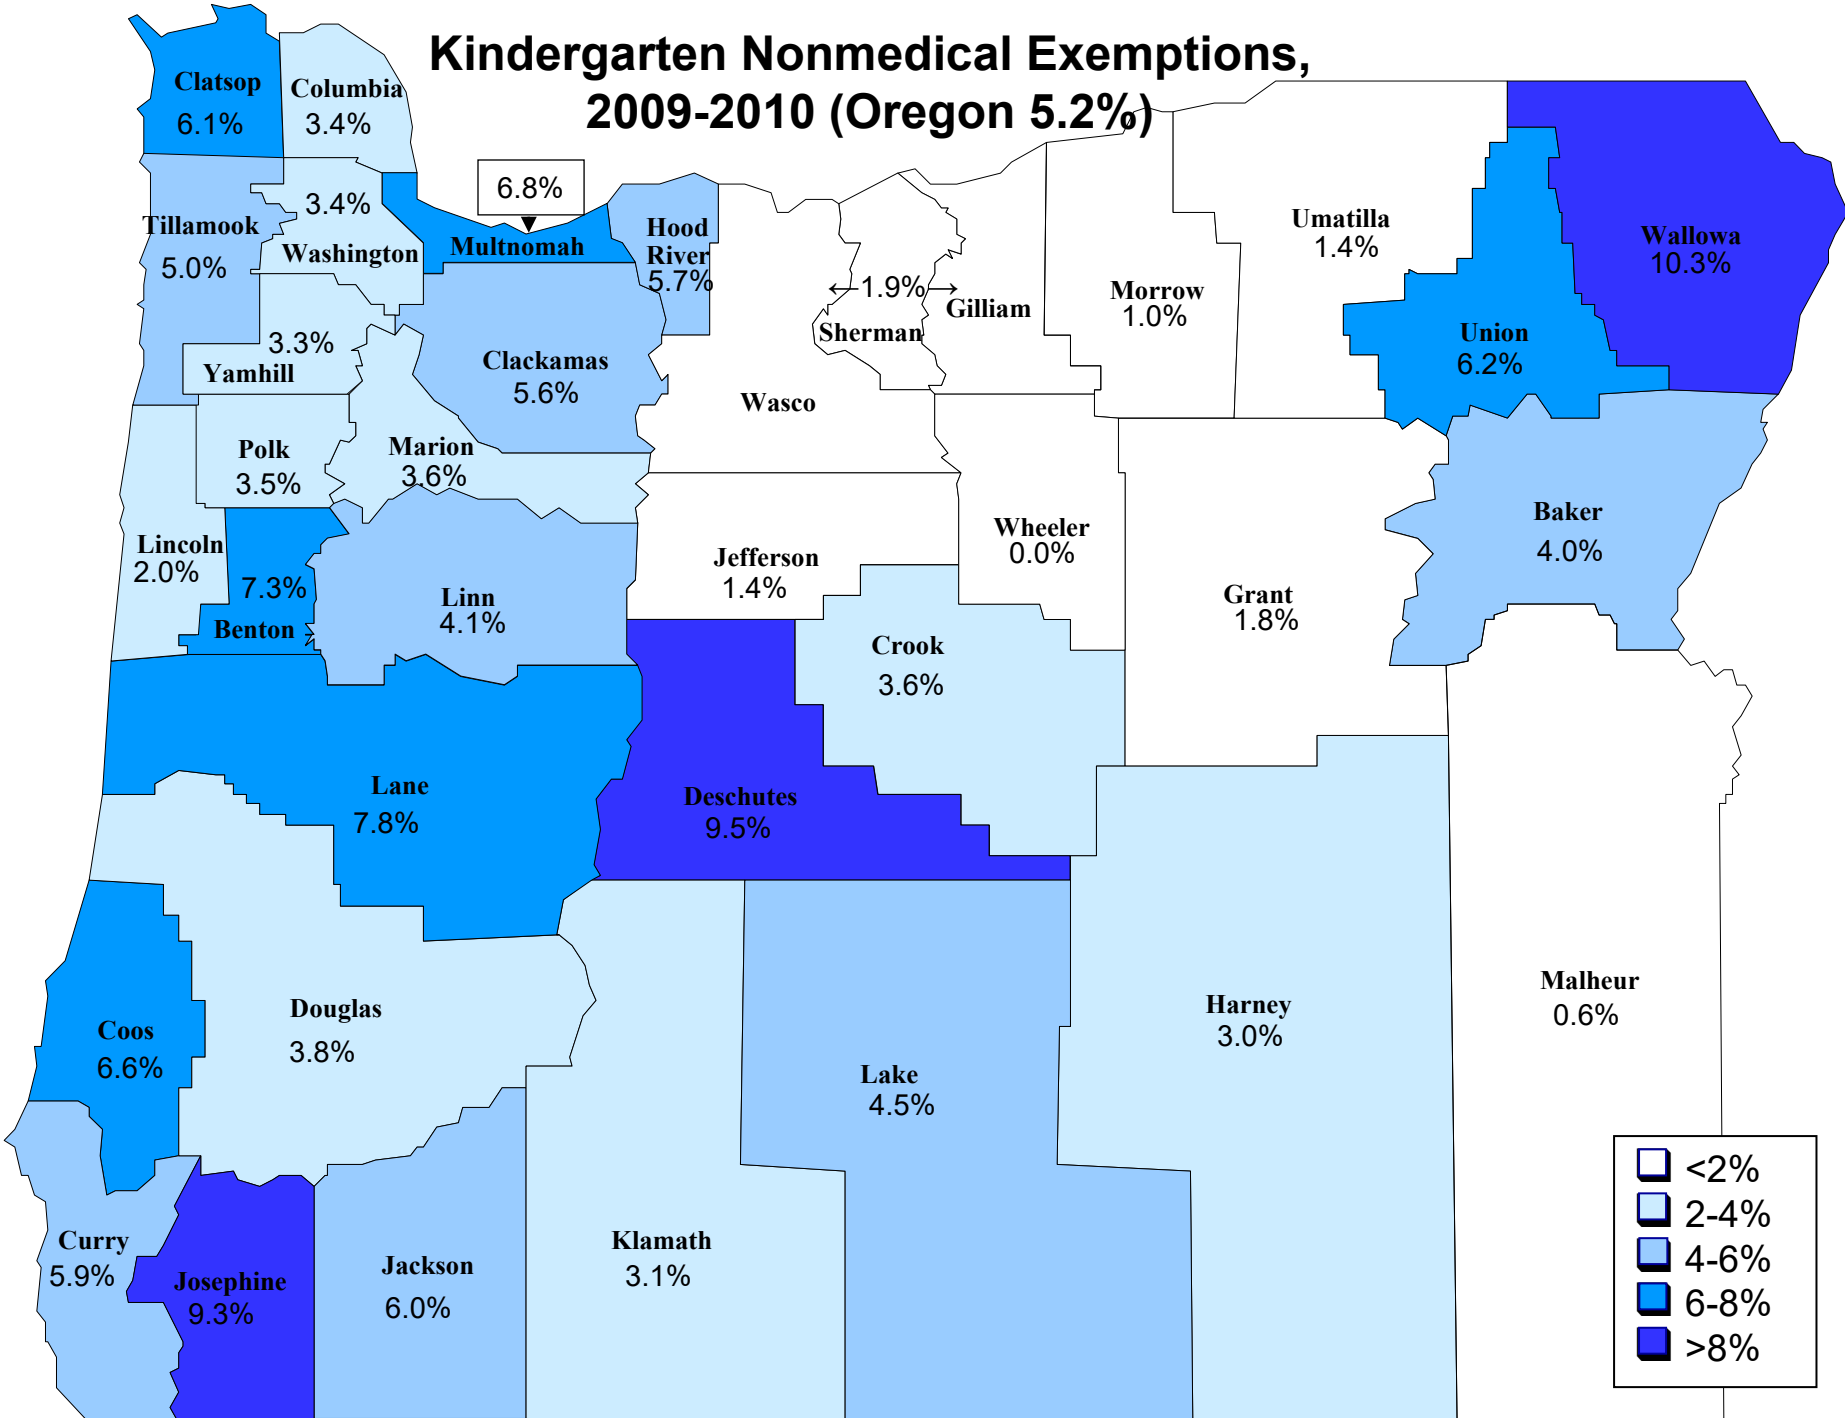 Kindergarten Nonmedical Exemptions,
2009-2010 (Oregon 5.2%)
Clatsop
6.1%
Columbia
3.4%
Tillamook
5.0%
3.4%
Washington
6.8%
Multnomah
Hood
River
5.7%
1.9%
Sherman
Gilliam
Morrow
1.0%
Umatilla
1.4%
Wallowa
10.3%
Union
6.2%
3.3%
Yamhill
Clackamas
5.6%
Wasco
Polk
3.5%
Marion
3.6%
Lincoln
2.0%
7.3%
Benton
Linn
4.1%
Jefferson
1.4%
Wheeler
0.0%
Grant
1.8%
Baker
4.0%
Crook
3.6%
Lane
7.8%
Deschutes
9.5%
Coos
6.6%
Douglas
3.8%
Lake
4.5%
Harney
3.0%
Malheur
0.6%
Curry
5.9%
Josephine
9.3%
Jackson
6.0%
Klamath
3.1%
<2%
2-4%
4-6%
6-8%
>8%